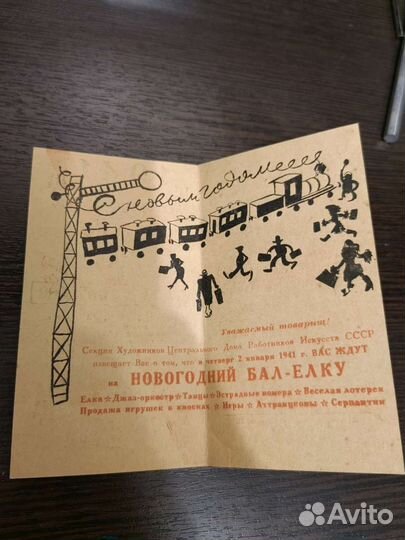 С новым годомеееее
Уважаемый товарищ!
Секция Художников Центрального Дома Работников Искусств СССР
извещает Вас о том, что в четверг 2 января 1941 г. ВАС ЖДУТ
на НОВОГОДНИЙ БАЛ-ЕЛКУ
Елка ☆ Джаз-оркестр ☆ Танцы ☆ Эстрадные номера ☆ Веселая лотерея
Продажа игрушек в киосках ☆ Игры ☆ Аттракционы ☆ Серпантин
Avito